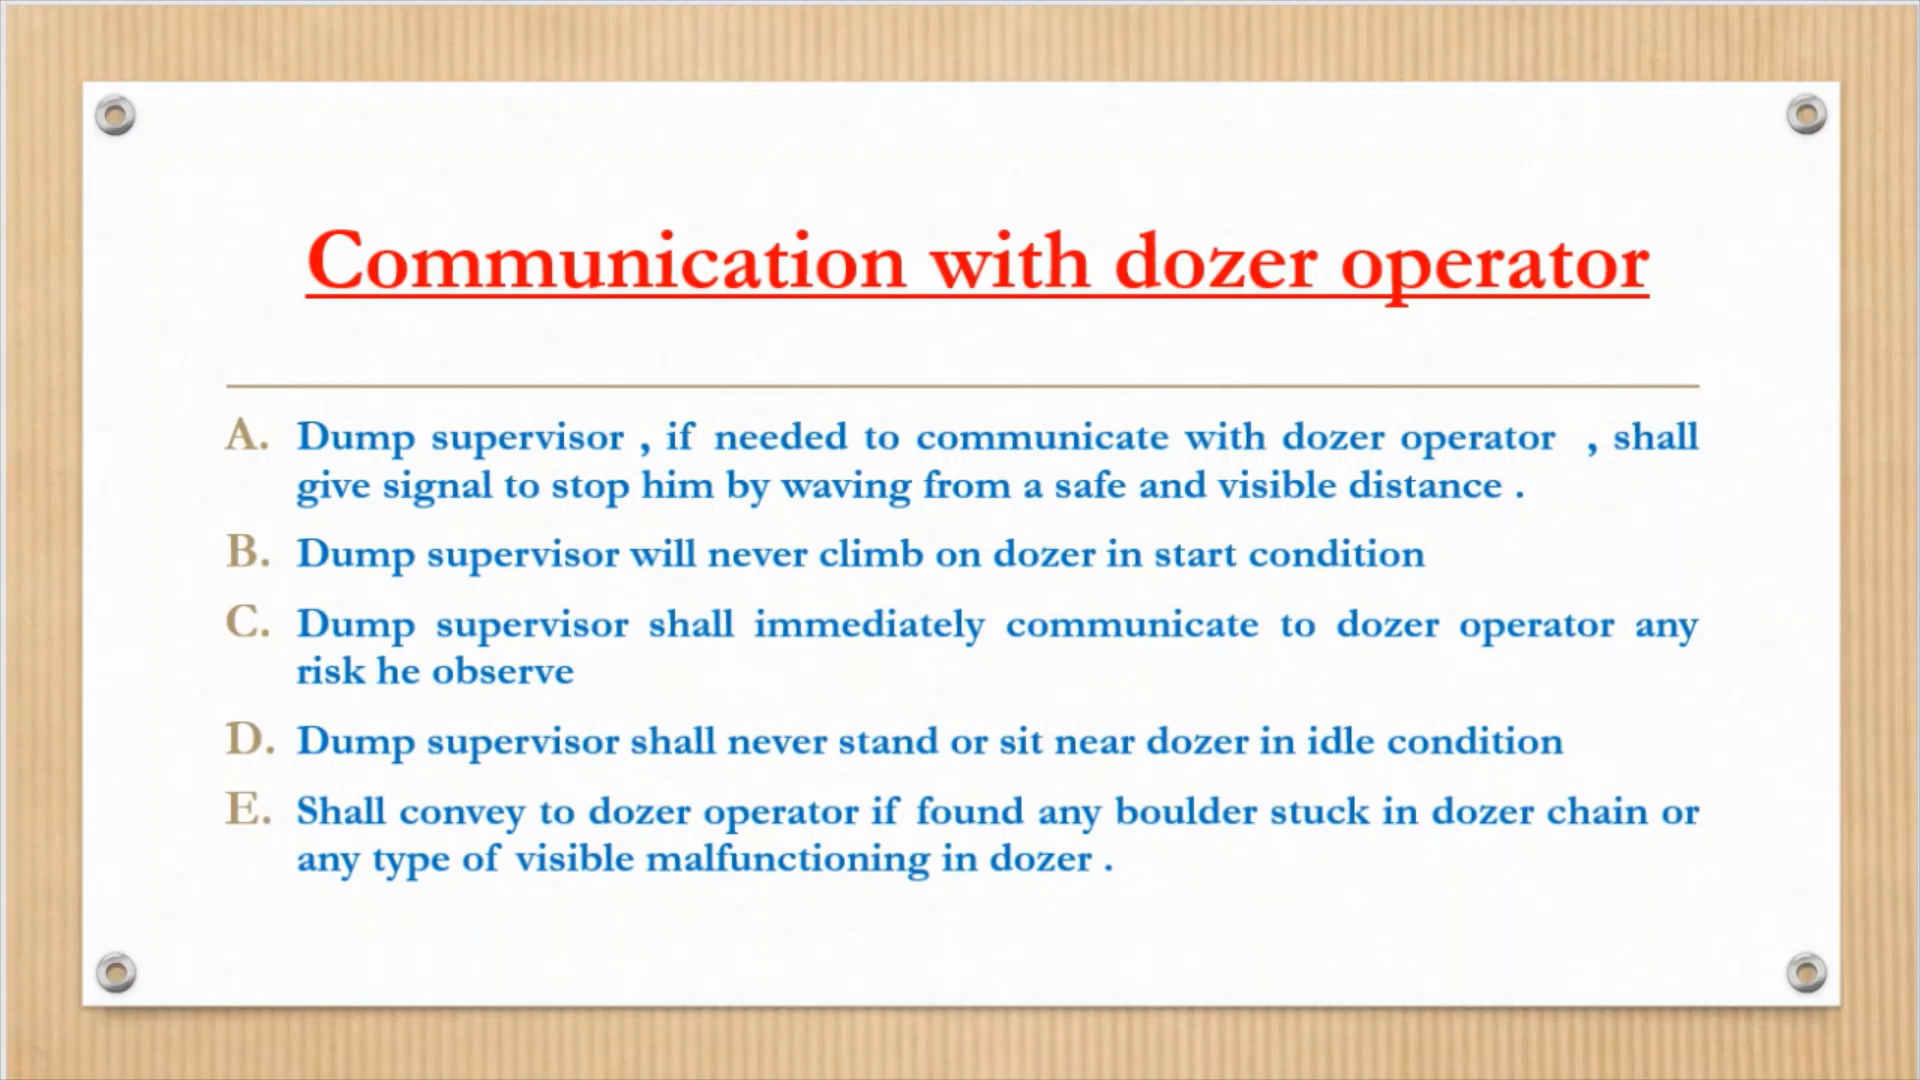 Communication with dozer operator
A. Dump supervisor , if needed to communicate with dozer operator , shall
give signal to stop him by waving from a safe and visible distance .
B. Dump supervisor will never climb on dozer in start condition
C. Dump supervisor shall immediately communicate to dozer operator any
risk he observe
D. Dump supervisor shall never stand or sit near dozer in idle condition
E. Shall convey to dozer operator if found any boulder stuck in dozer chain or
any type of visible malfunctioning in dozer .